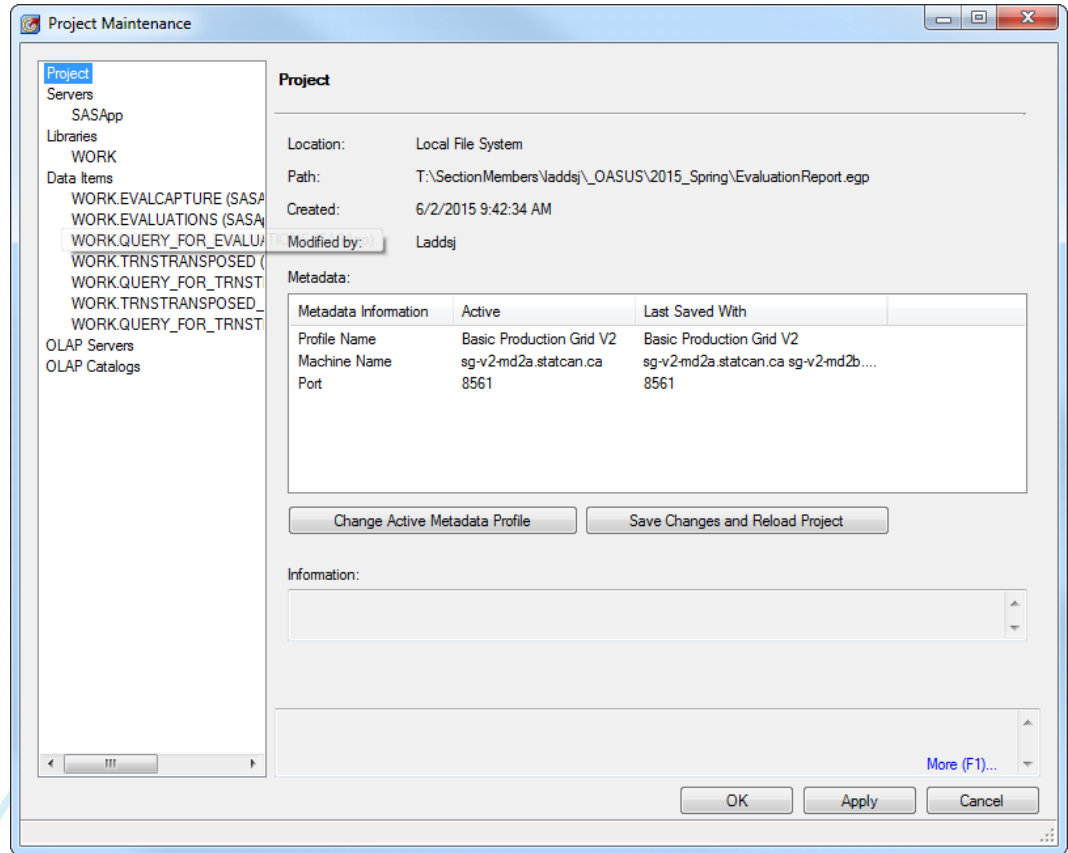 Project Maintenance
Project
Servers
SASApp
Libraries
WORK
Data Items
WORK.EVALCAPTURE (SASA
WORK.EVALUATIONS (SASA
WORK.QUERY_FOR_EVALUA
WORK.TRNSTRANSPOSED (
WORK.QUERY_FOR_TRNST
WORK.TRNSTRANSPOSED_
WORK.QUERY_FOR_TRNST
OLAP Servers
OLAP Catalogs
Project
Location: Local File System
Path: T:\SectionMembers\laddsj\_OASUS\2015_Spring\EvaluationReport.egp
Created: 6/2/2015 9:42:34 AM
Modified by: Laddsj
Metadata:
Metadata Information Active Last Saved With
Profile Name Basic Production Grid V2 Basic Production Grid V2
Machine Name sg-v2-md2a.statcan.ca sg-v2-md2a.statcan.ca sg-v2-md2b....
Port 8561 8561
Change Active Metadata Profile Save Changes and Reload Project
Information:
More (F1)...
OK Apply Cancel